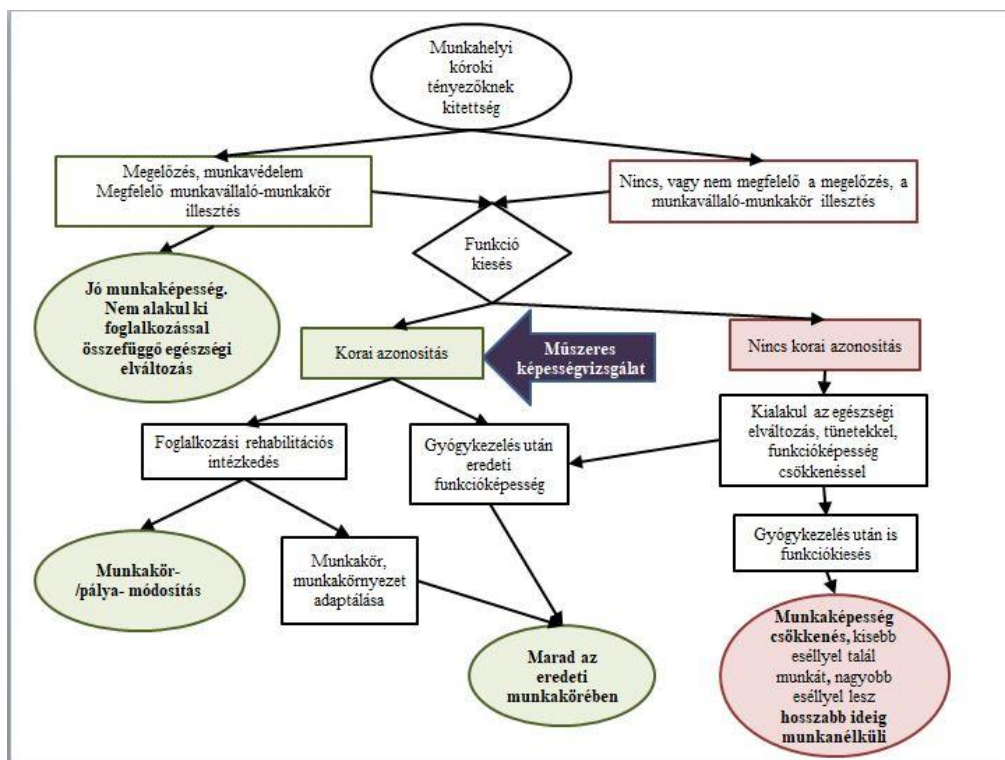 Munkahelyi
kóroki
tényezőknek
kitettség
Megelőzés, munkavédelem
Megfelelő munkavállaló-munkakör
illesztés
Nincs, vagy nem megfelelő a megelőzés, a
munkavállaló-munkakör illesztés
Funkció
kiesés
Jó munkaképesség.
Nem alakul ki
foglalkozással
összefüggő egészségi
elváltozás
Korai azonosítás
Műszeres
képességvizsgálat
Nincs korai azonosítás
Foglalkozási rehabilitációs
intézkedés
Gyógykezelés után
eredeti
funkcióképesség
Kialakul az egészségi
elváltozás, tünetekkel,
funkcióképesség
csökkenéssel
Munkakör-
/pálya- módosítás
Munkakör,
munkakörnyezet
adaptálása
Gyógykezelés után is
funkciókiesés
Marad az
eredeti
munkakörében
Munkaképesség
csökkenés, kisebb
eséllyel talál
munkát, nagyobb
eséllyel lesz
hosszabb ideig
munkanélküli